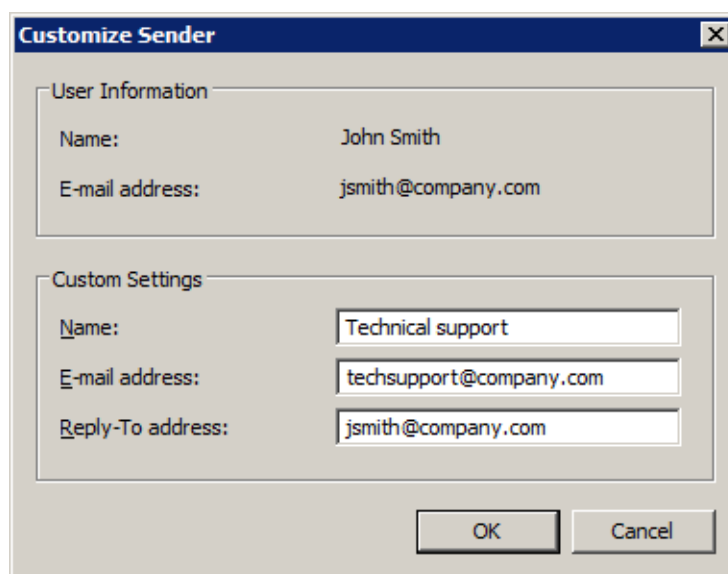 Customize Sender
User Information
Name: John Smith
E-mail address: jsmith@company.com
Custom Settings
Name: Technical support
E-mail address: techsupport@company.com
Reply-To address: jsmith@company.com
OK Cancel